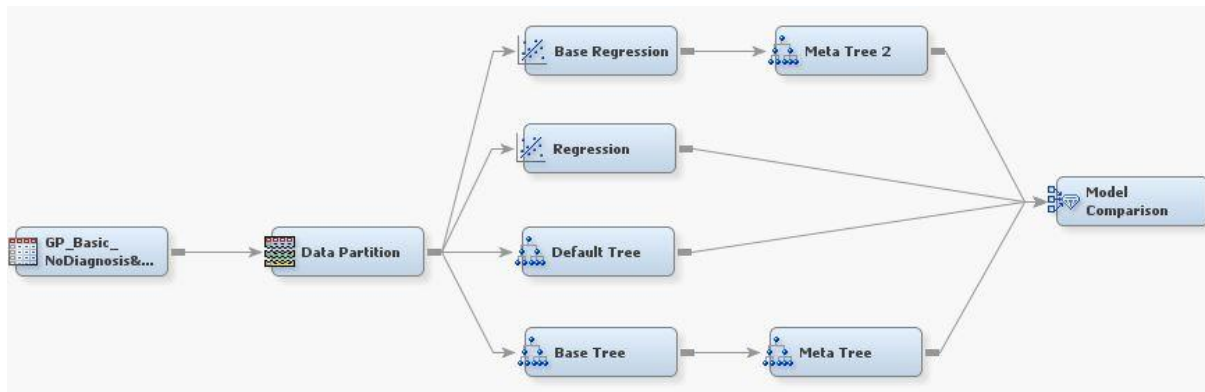 Base Regression
Meta Tree 2
Regression
Model
Comparison
GP_Basic_
NoDiagnosis&...
Data Partition
Default Tree
Base Tree
Meta Tree